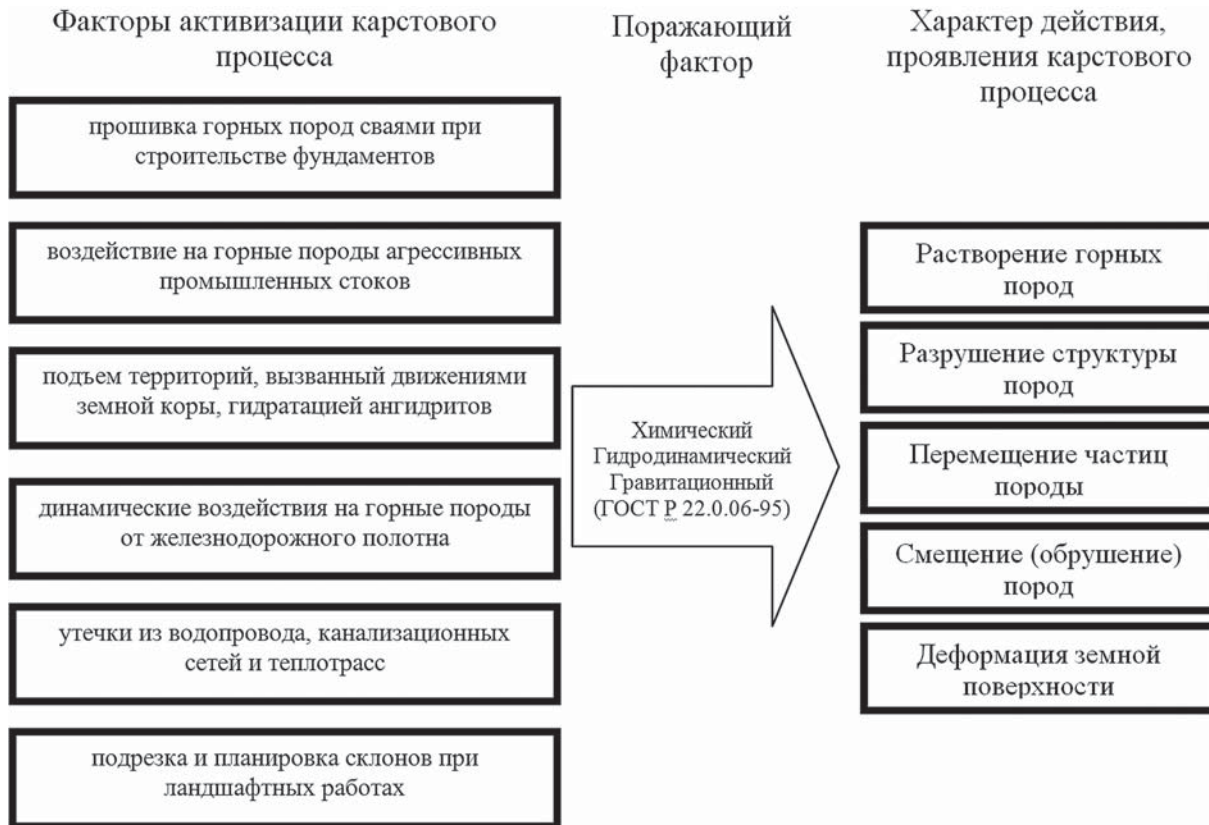 Факторы активизации карстового
процесса
Поражающий
фактор
Характер действия,
проявления карстового
процесса
прошивка горных пород сваями при
строительстве фундаментов
воздействие на горные породы агрессивных
промышленных стоков
подъем территорий, вызванный движениями
земной коры, гидратацией ангидритов
динамические воздействия на горные породы
от железнодорожного полотна
утечки из водопровода, канализационных
сетей и теплотрасс
подрезка и планировка склонов при
ландшафтных работах
Химический
Гидродинамический
Гравитационный
(ГОСТ Р 22.0.06-95)
Растворение горных
пород
Разрушение структуры
пород
Перемещение частиц
породы
Смещение (обрушение)
пород
Деформация земной
поверхности